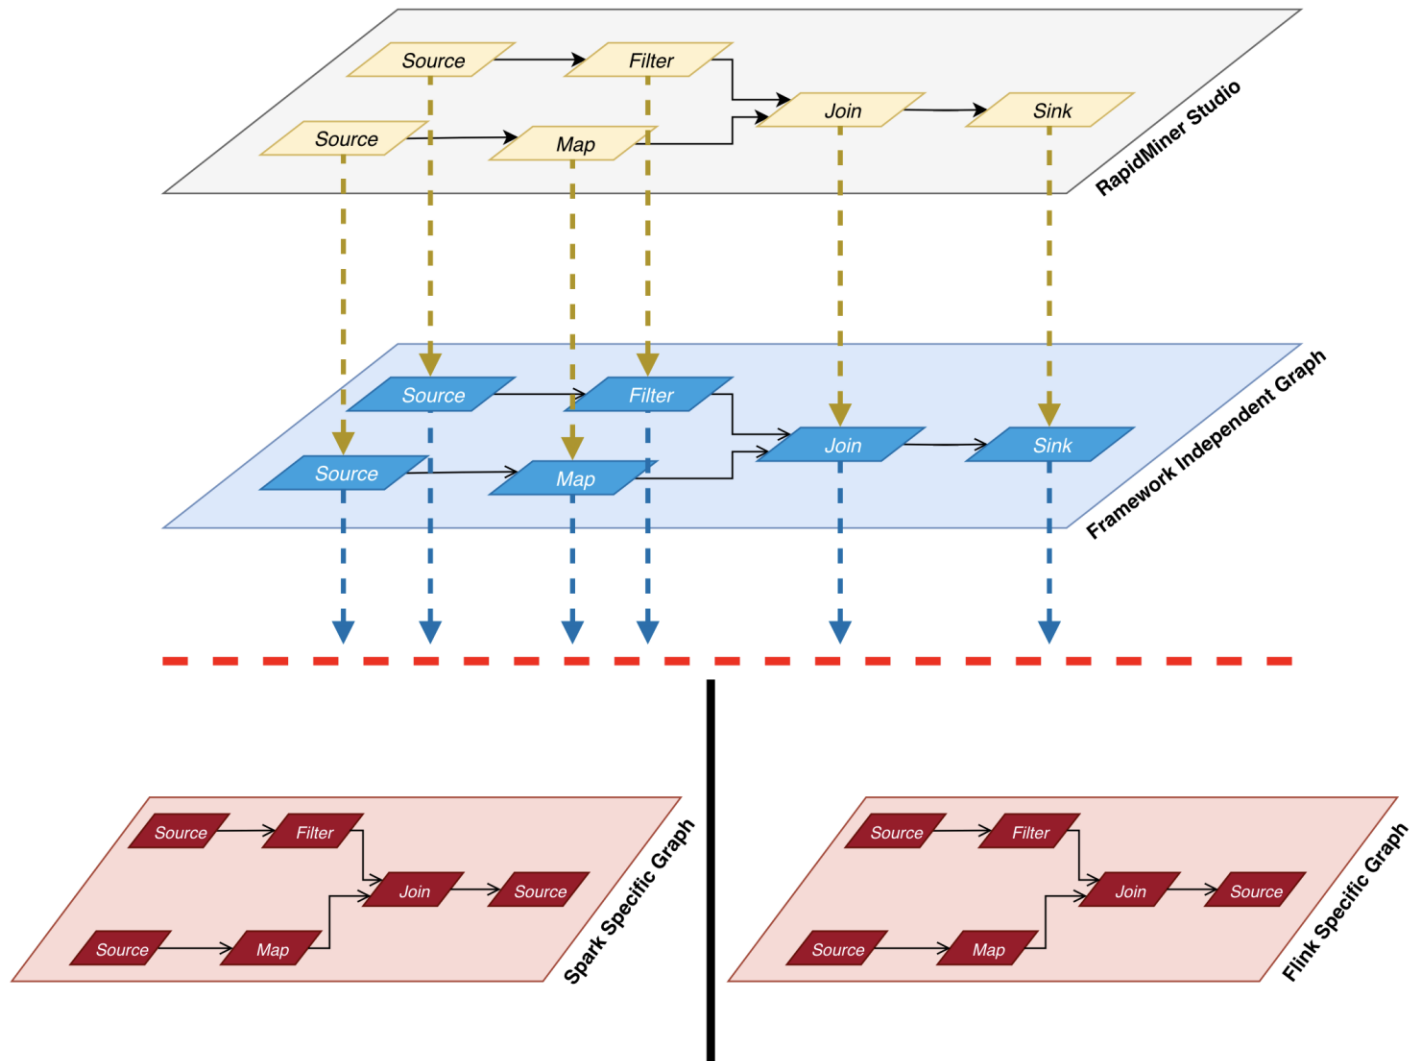 Source
Filter
Source
Map
Join
Sink
RapidMiner Studio
Source
Filter
Source
Map
Join
Sink
Framework Independent Graph
Source
Filter
Join
Source
Source
Map
Spark Specific Graph
Source
Filter
Join
Source
Source
Map
Flink Specific Graph